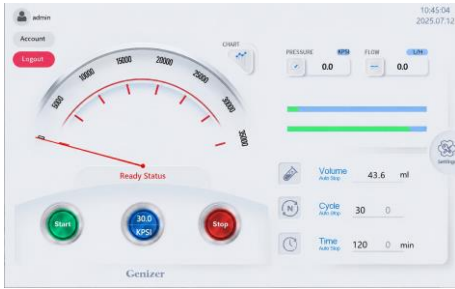 admin
10:45:04
2025.07.12
Account
Logout
CHART
PRESSURE KPSI FLOW L/H
0.0 0.0
5000
10000
15000
20000
25000
30000
35000
Ready Status
Settings
Volume 43.6 ml
Auto Stop
Cycle 30 0
Auto Stop
Time 120 0 min
Auto Stop
Start
30.0
KPSI
Stop
N
Genizer